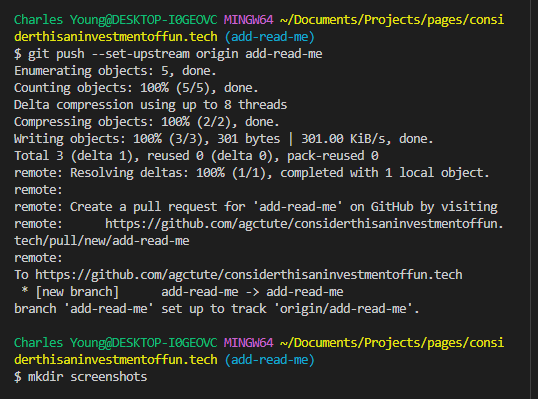 Charles Young@DESKTOP-I0GEOVC MINGW64 ~/Documents/Projects/pages/consi
derthisaninvestmentoffun.tech (add-read-me)
$ git push --set-upstream origin add-read-me
Enumerating objects: 5, done.
Counting objects: 100% (5/5), done.
Delta compression using up to 8 threads
Compressing objects: 100% (2/2), done.
Writing objects: 100% (3/3), 301 bytes | 301.00 KiB/s, done.
Total 3 (delta 1), reused 0 (delta 0), pack-reused 0
remote: Resolving deltas: 100% (1/1), completed with 1 local object.
remote:
remote: Create a pull request for 'add-read-me' on GitHub by visiting
remote:      https://github.com/agctute/considerthisaninvestmentoffun.
tech/pull/new/add-read-me
remote:
To https://github.com/agctute/considerthisaninvestmentoffun.tech
 * [new branch]      add-read-me -> add-read-me
branch 'add-read-me' set up to track 'origin/add-read-me'.
Charles Young@DESKTOP-I0GEOVC MINGW64 ~/Documents/Projects/pages/consi
derthisaninvestmentoffun.tech (add-read-me)
$ mkdir screenshots